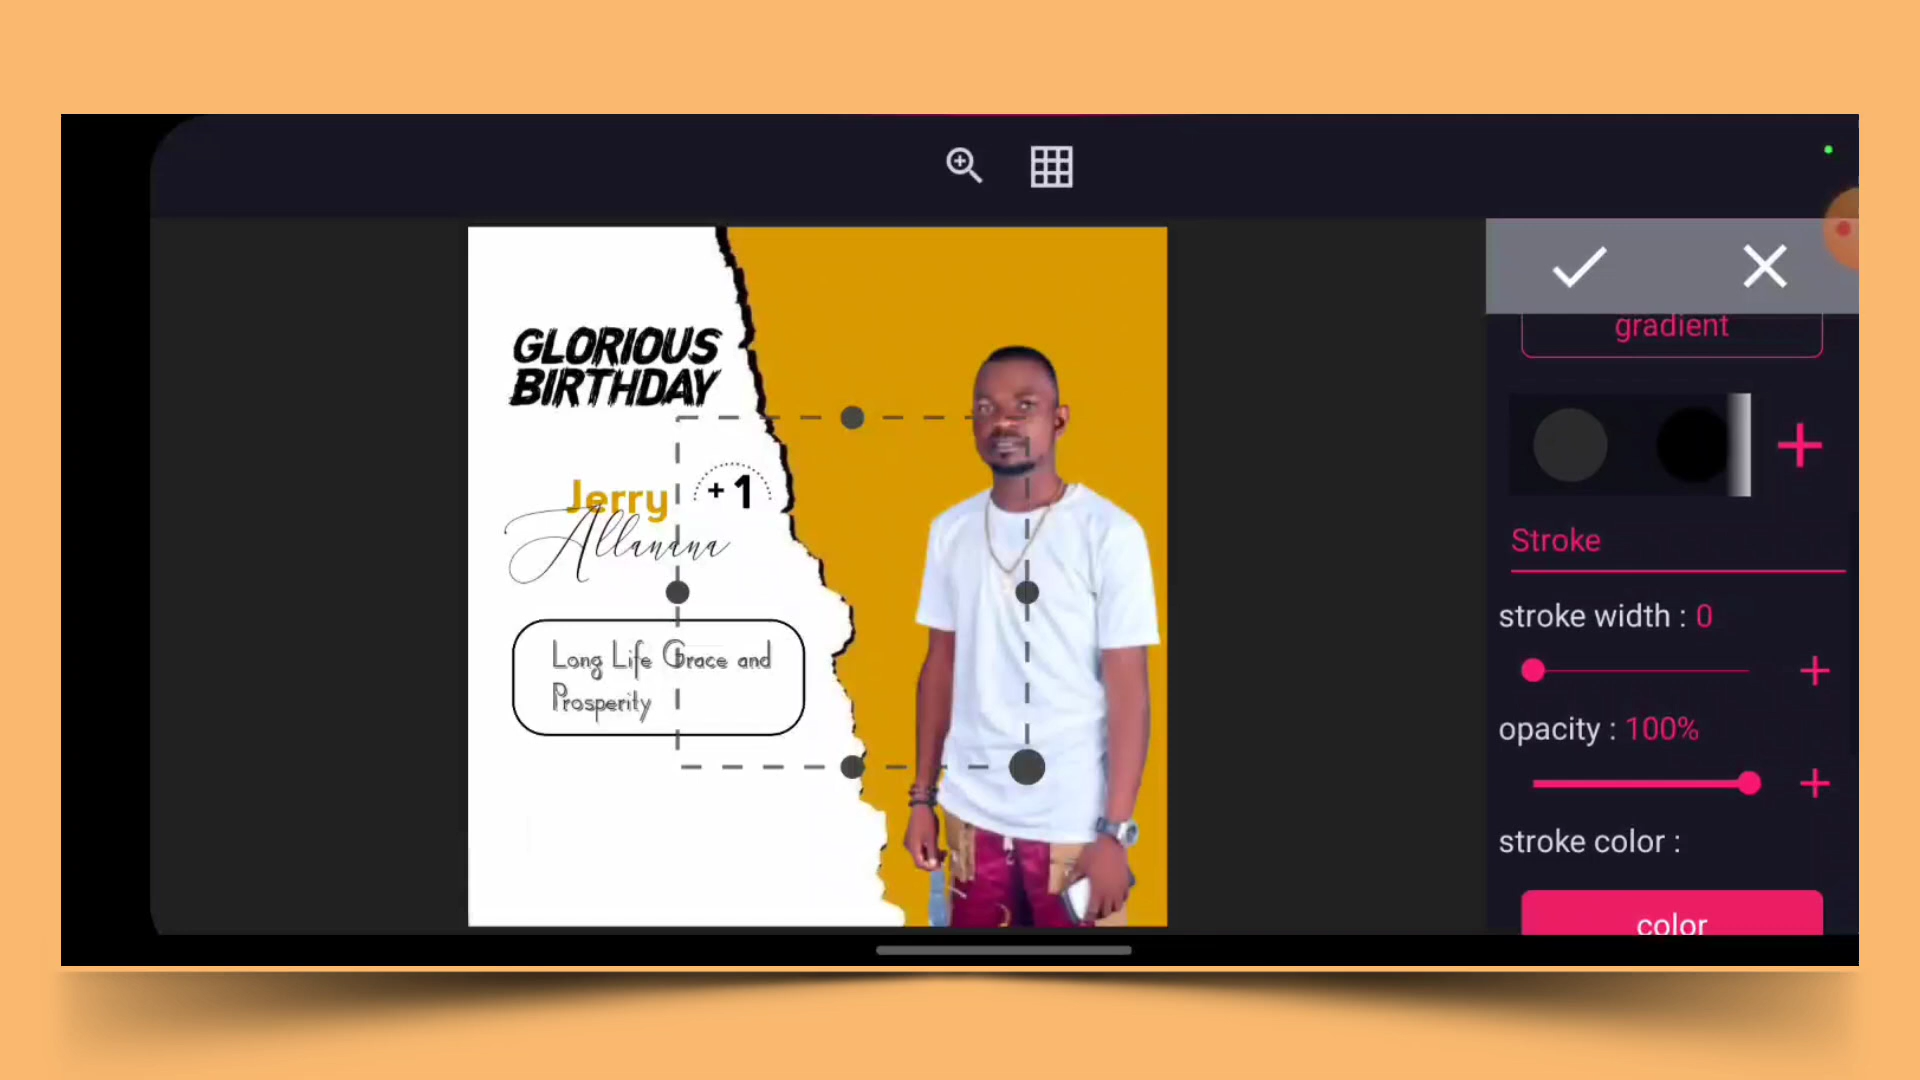 GLORIOUS
BIRTHDAY
Jerry
+1
Allanana
Long Life Grace and
Prosperity
gradient
Stroke
stroke width : 0
opacity : 100%
stroke color :
color